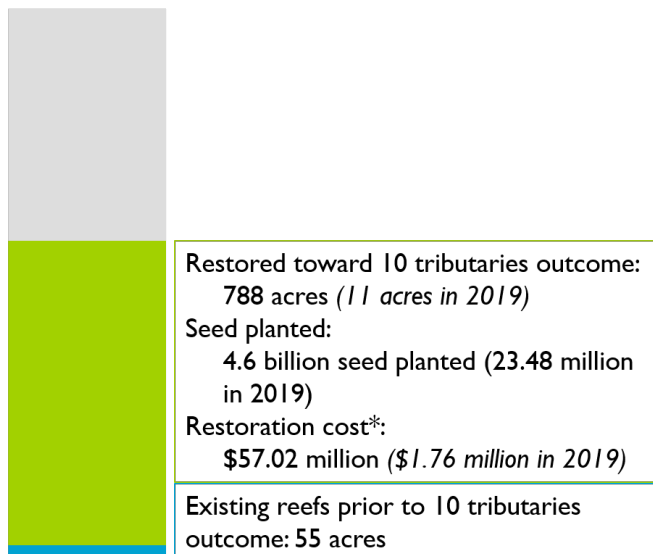 Restored toward 10 tributaries outcome:
788 acres (11 acres in 2019)
Seed planted:
4.6 billion seed planted (23.48 million
in 2019)
Restoration cost*:
$57.02 million ($1.76 million in 2019)
Existing reefs prior to 10 tributaries
outcome: 55 acres